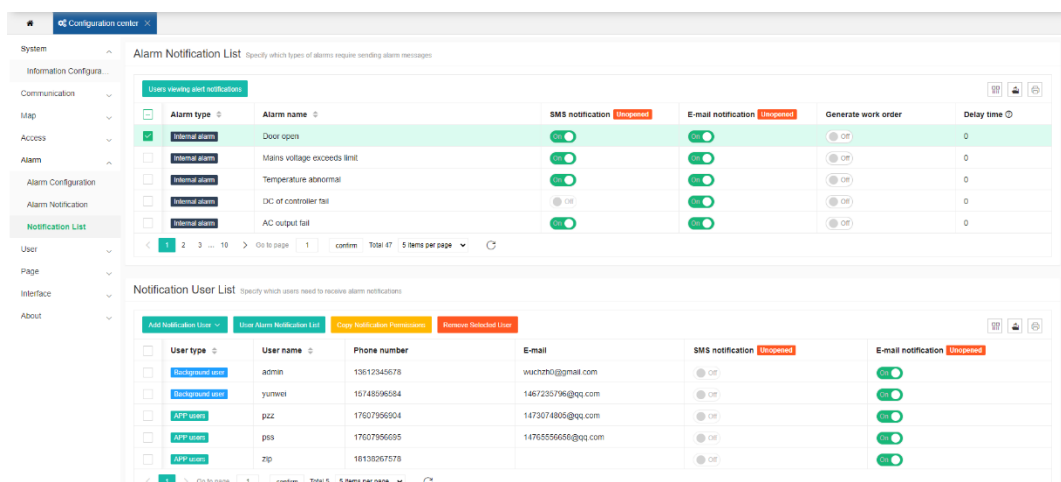 Configuration center ×
System
Information Configura...
Communication
Map
Access
Alarm
Alarm Configuration
Alarm Notification
Notification List
User
Page
Interface
About
Alarm Notification List Specify which types of alarms require sending alarm messages
Users viewing alert notifications
Alarm type Alarm name SMS notification Unopened E-mail notification Unopened Generate work order Delay time
Internal alarm Door open On On Off 0
Internal alarm Mains voltage exceeds limit On On Off 0
Internal alarm Temperature abnormal On On Off 0
Internal alarm DC of controller fail Off On Off 0
Internal alarm AC output fail On On Off 0
< 1 2 3 ... 10 > Go to page 1 confirm Total 47 5 items per page
Notification User List Specify which users need to receive alarm notifications
Add Notification User User Alarm Notification List Copy Notification Permissions Remove Selected User
User type User name Phone number E-mail SMS notification Unopened E-mail notification Unopened
Background user admin 13612345678 wuchzh0@gmail.com Off On
Background user yunwei 15748596584 1467235796@qq.com Off On
APP users pzz 17607956904 1473074805@qq.com Off On
APP users pss 17607956695 14765556658@qq.com Off On
APP users zlp 18138267578 Off On
< 1 > Go to page 1 confirm Total 5 5 items per page